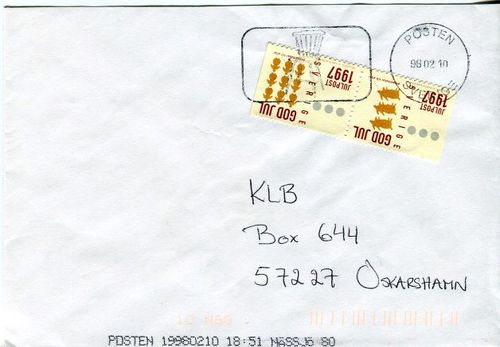 POSTEN
98 02 10
JULPOST
1997
SVERIGE
GOD JUL
JULPOST
1997
SVERIGE
GOD JUL
KLB
Box 644
57227 Oskarshamn
POSTEN 19980210 18:51 NÄSSJÖ 80